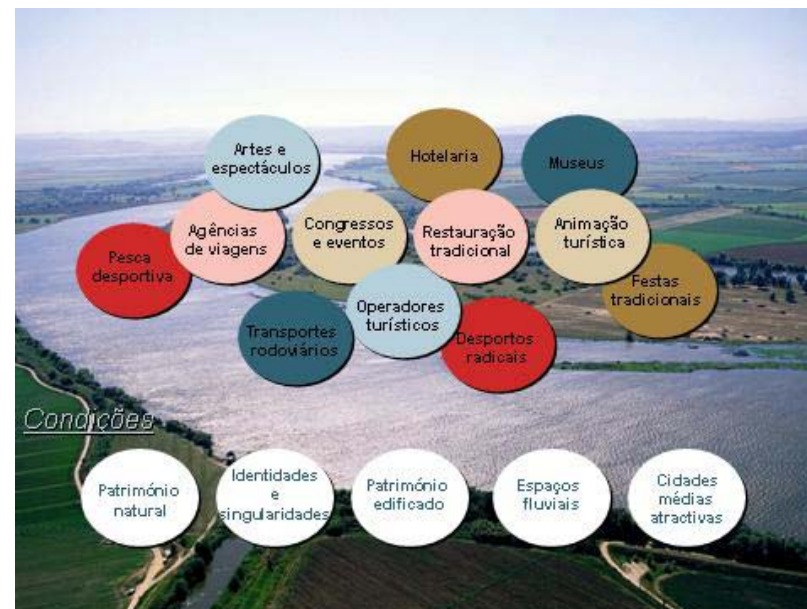 Artes e
espectáculos
Hotelaria
Museus
Agências
de viagens
Congressos
e eventos
Restauração
tradicional
Animação
turística
Pesca
desportiva
Festas
tradicionais
Operadores
turísticos
Transportes
rodoviários
Desportos
radicais
Condições
Património
natural
Identidades
e
singularidades
Património
edificado
Espaços
fluviais
Cidades
médias
atractivas